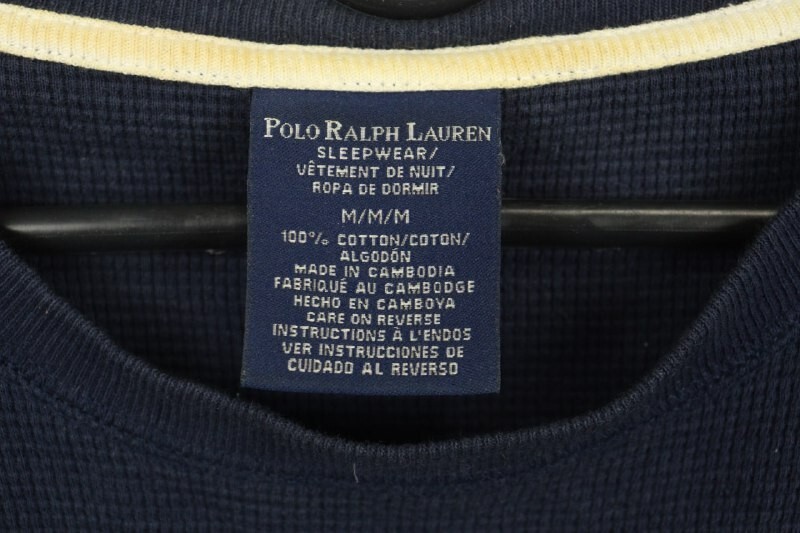 POLO RALPH LAUREN
SLEEPWEAR/
VÊTEMENT DE NUIT/
ROPA DE DORMIR
M/M/M
100% COTTON/COTON/
ALGODÓN
MADE IN CAMBODIA
FABRIQUÉ AU CAMBODGE
HECHO EN CAMBOYA
CARE ON REVERSE
INSTRUCTIONS À L'ENDOS
VER INSTRUCCIONES DE
CUIDADO AL REVERSO